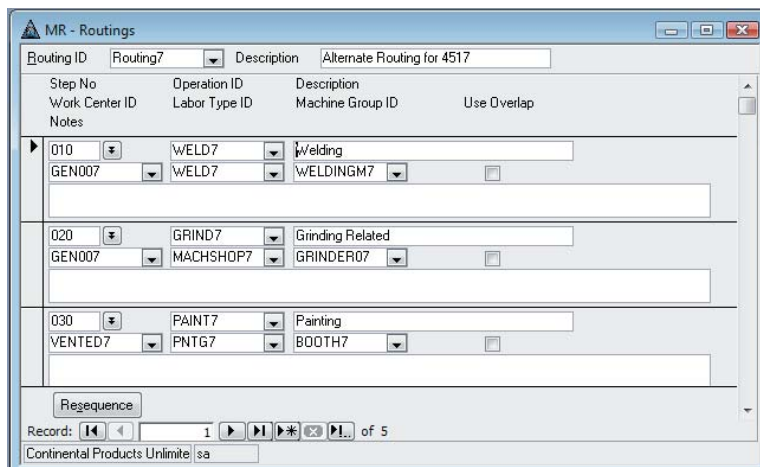 MR - Routings
Routing ID Routing7 Description Alternate Routing for 4517
Step No Operation ID Description
Work Center ID Labor Type ID Machine Group ID Use Overlap
Notes
010 WELD7 Welding
GEN007 WELD7 WELDINGM7
020 GRIND7 Grinding Related
GEN007 MACHSHOP7 GRINDER07
030 PAINT7 Painting
VENTED7 PNTG7 BOOTH7
Resequence
Record: 1 of 5
Continental Products Unlimite sa